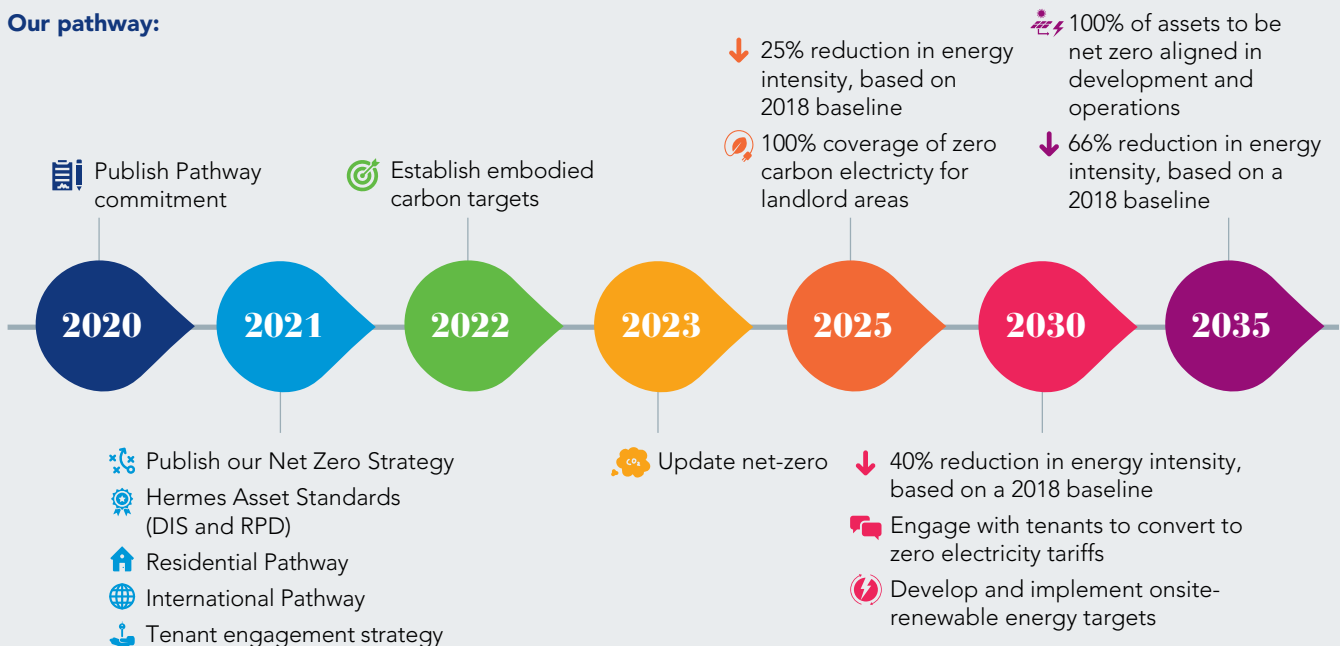 Our pathway:
Publish Pathway
commitment
Establish embodied
carbon targets
25% reduction in energy
intensity, based on
2018 baseline
100% coverage of zero
carbon electricty for
landlord areas
100% of assets to be
net zero aligned in
development and
operations
66% reduction in energy
intensity, based on a
2018 baseline
2020
2021
2022
2023
2025
2030
2035
Publish our Net Zero Strategy
Hermes Asset Standards
(DIS and RPD)
Residential Pathway
International Pathway
Tenant engagement strategy
CO₂
Update net-zero
40% reduction in energy intensity,
based on a 2018 baseline
Engage with tenants to convert to
zero electricity tariffs
Develop and implement onsite-
renewable energy targets